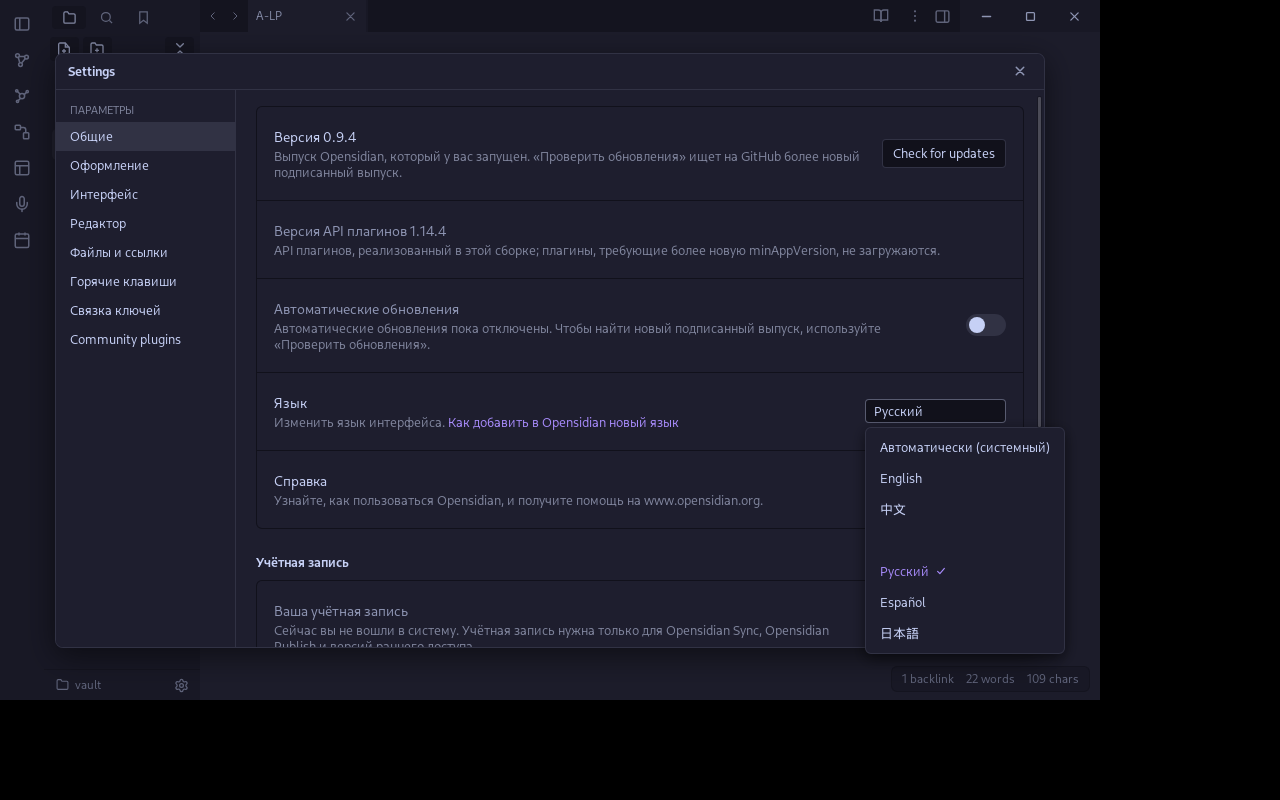 A-LP
Settings
ПАРАМЕТРЫ
Общие
Оформление
Интерфейс
Редактор
Файлы и ссылки
Горячие клавиши
Связка ключей
Community plugins
Версия 0.9.4
Выпуск Opensidian, который у вас запущен. «Проверить обновления» ищет на GitHub более новый
подписанный выпуск.
Check for updates
Версия API плагинов 1.14.4
API плагинов, реализованный в этой сборке; плагины, требующие более новую minAppVersion, не загружаются.
Автоматические обновления
Автоматические обновления пока отключены. Чтобы найти новый подписанный выпуск, используйте
«Проверить обновления».
Язык
Изменить язык интерфейса. Как добавить в Opensidian новый язык
Русский
Автоматически (системный)
English
中文
Русский
Español
日本語
Справка
Узнайте, как пользоваться Opensidian, и получите помощь на www.opensidian.org.
Учётная запись
Ваша учётная запись
Сейчас вы не вошли в систему. Учётная запись нужна только для Opensidian Sync, Opensidian
Publish и версий раннего доступа.
vault
1 backlink 22 words 109 chars